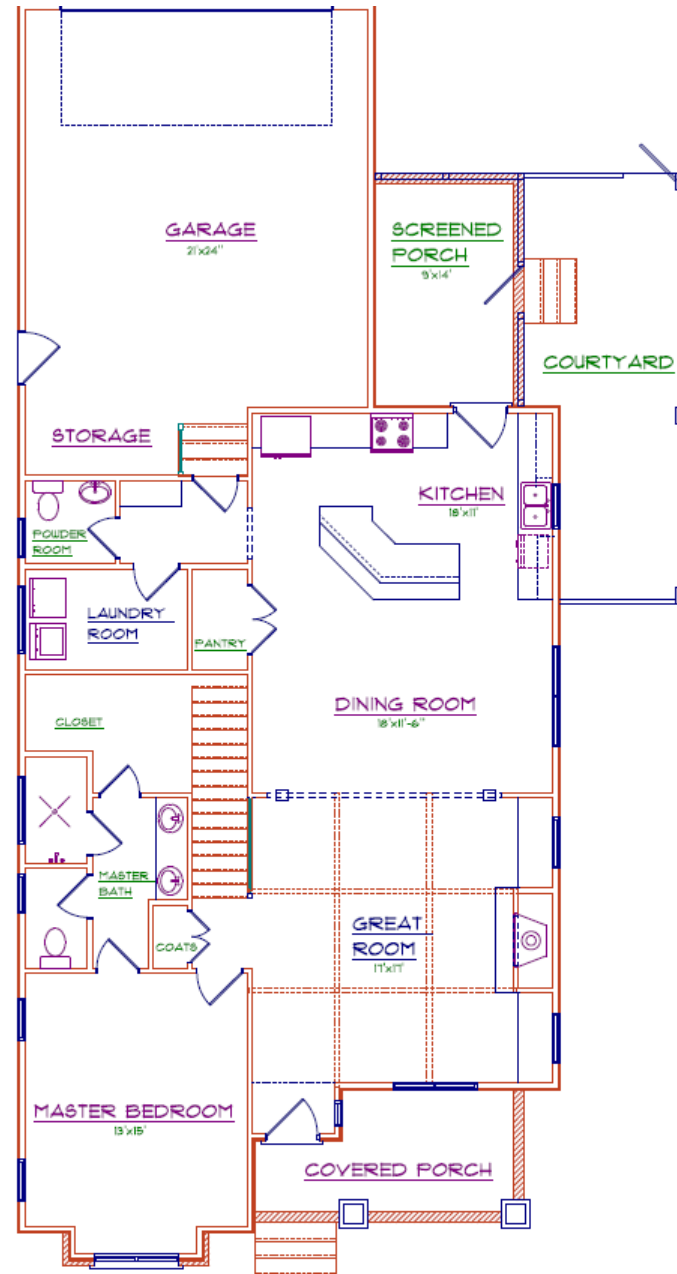 GARAGE
21'x24"
SCREENED
PORCH
9'x14'
COURTYARD
STORAGE
KITCHEN
18'x11'
POWDER
ROOM
LAUNDRY
ROOM
PANTRY
DINING ROOM
18'x11'-6"
CLOSET
MASTER
BATH
COATS
GREAT
ROOM
17'x17'
MASTER BEDROOM
13'x15'
COVERED PORCH